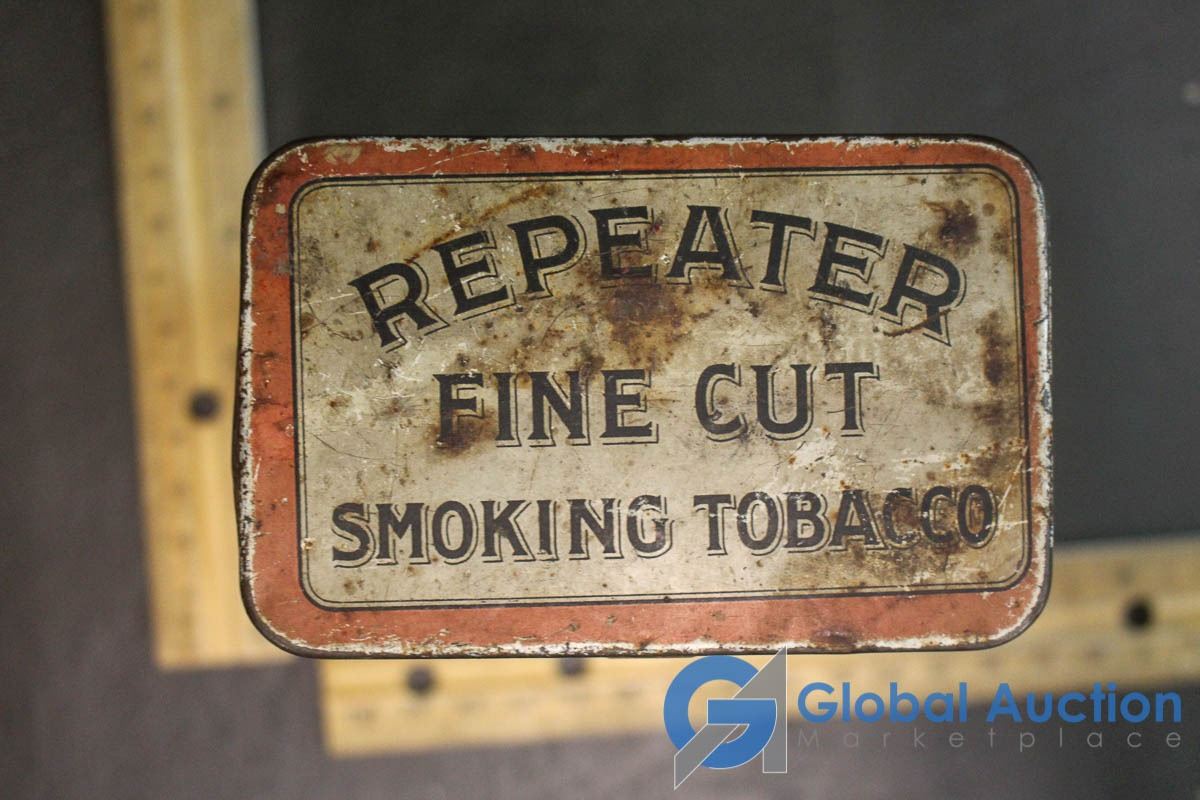 REPEATER
FINE CUT
SMOKING TOBACCO
Global Auction
Marketplace